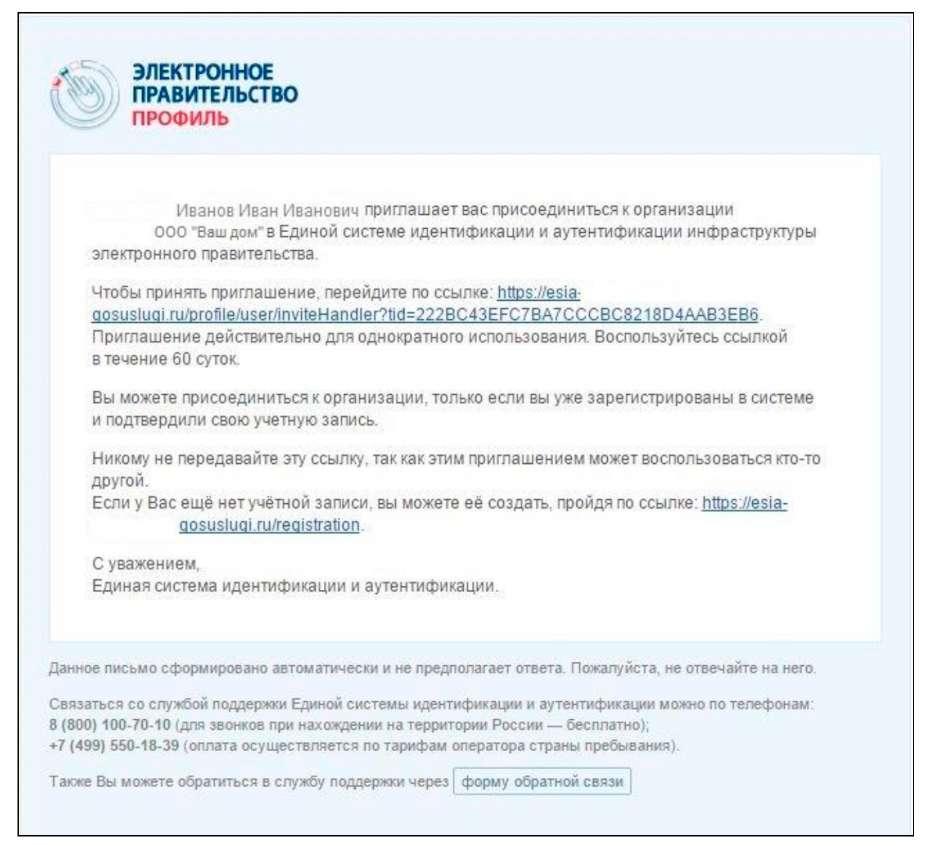 ЭЛЕКТРОННОЕ
ПРАВИТЕЛЬСТВО
ПРОФИЛЬ
Иванов Иван Иванович приглашает вас присоединиться к организации
ООО "Ваш дом" в Единой системе идентификации и аутентификации инфраструктуры
электронного правительства.
Чтобы принять приглашение, перейдите по ссылке: https://esia-
gosuslugi.ru/profile/user/inviteHandler?tid=222BC43EFC7BA7CCCBC8218D4AAB3EB6.
Приглашение действительно для однократного использования. Воспользуйтесь ссылкой
в течение 60 суток.
Вы можете присоединиться к организации, только если вы уже зарегистрированы в системе
и подтвердили свою учетную запись.
Никому не передавайте эту ссылку, так как этим приглашением может воспользоваться кто-то
другой.
Если у Вас ещё нет учётной записи, вы можете её создать, пройдя по ссылке: https://esia-
gosuslugi.ru/registration.
С уважением,
Единая система идентификации и аутентификации.
Данное письмо сформировано автоматически и не предполагает ответа. Пожалуйста, не отвечайте на него.
Связаться со службой поддержки Единой системы идентификации и аутентификации можно по телефонам:
8 (800) 100-70-10 (для звонков при нахождении на территории России — бесплатно);
+7 (499) 550-18-39 (оплата осуществляется по тарифам оператора страны пребывания).
Также Вы можете обратиться в службу поддержки через форму обратной связи